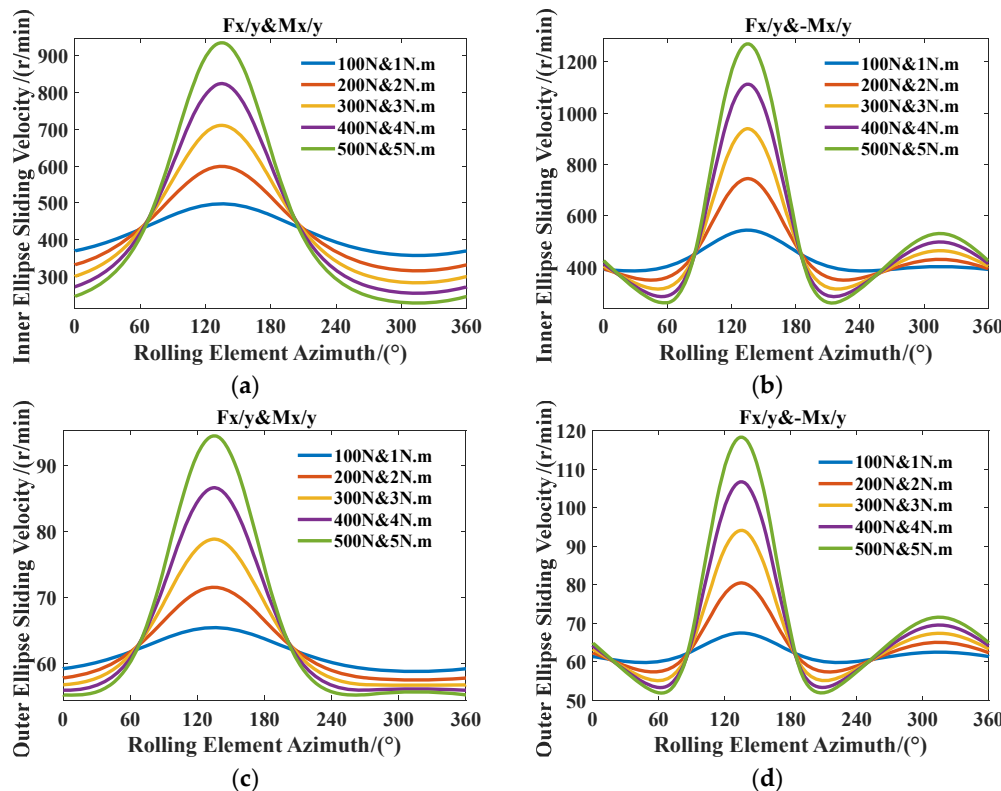 Fx/y&Mx/y
Inner Ellipse Sliding Velocity/(r/min)
900
800
700
600
500
400
300
100N&1N.m
200N&2N.m
300N&3N.m
400N&4N.m
500N&5N.m
0 60 120 180 240 300 360
Rolling Element Azimuth/(°)
(a)
Fx/y&-Mx/y
Inner Ellipse Sliding Velocity/(r/min)
1200
1000
800
600
400
100N&1N.m
200N&2N.m
300N&3N.m
400N&4N.m
500N&5N.m
0 60 120 180 240 300 360
Rolling Element Azimuth/(°)
(b)
Fx/y&Mx/y
Outer Ellipse Sliding Velocity/(r/min)
90
80
70
60
100N&1N.m
200N&2N.m
300N&3N.m
400N&4N.m
500N&5N.m
0 60 120 180 240 300 360
Rolling Element Azimuth/(°)
(c)
Fx/y&-Mx/y
Outer Ellipse Sliding Velocity/(r/min)
120
110
100
90
80
70
60
50
100N&1N.m
200N&2N.m
300N&3N.m
400N&4N.m
500N&5N.m
0 60 120 180 240 300 360
Rolling Element Azimuth/(°)
(d)